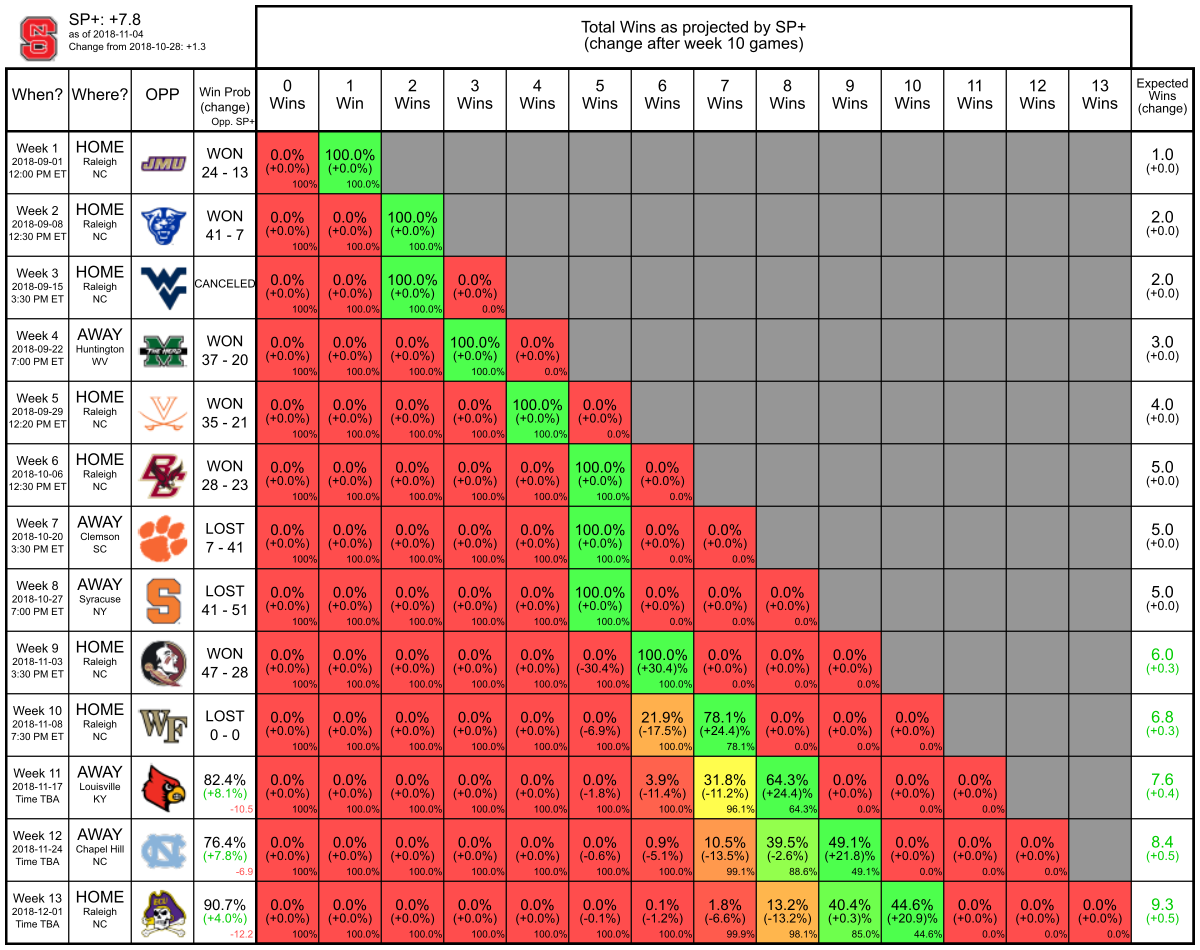 SP+: +7.8
as of 2018-11-04
Change from 2018-10-28: +1.3
Total Wins as projected by SP+
(change after week 10 games)
When? Where? OPP Win Prob (change) Opp. SP+ 0 Wins 1 Win 2 Wins 3 Wins 4 Wins 5 Wins 6 Wins 7 Wins 8 Wins 9 Wins 10 Wins 11 Wins 12 Wins 13 Wins Expected Wins (change)
Week 1 HOME WON 0.0% 100.0% 1.0
2018-09-01 Raleigh JMU 24 - 13 (+0.0%) (+0.0%) (+0.0)
12:00 PM ET NC 100% 100.0%
Week 2 HOME WON 0.0% 0.0% 100.0% 2.0
2018-09-08 Raleigh 41 - 7 (+0.0%) (+0.0%) (+0.0%) (+0.0)
12:30 PM ET NC 100% 100.0% 100.0%
Week 3 HOME CANCELED 0.0% 0.0% 100.0% 0.0% 2.0
2018-09-15 Raleigh WV (+0.0%) (+0.0%) (+0.0%) (+0.0%) (+0.0)
3:30 PM ET NC 100% 100.0% 100.0% 0.0%
Week 4 AWAY WON 0.0% 0.0% 0.0% 100.0% 0.0% 3.0
2018-09-22 Huntington M THE HERD 37 - 20 (+0.0%) (+0.0%) (+0.0%) (+0.0%) (+0.0%) (+0.0)
7:00 PM ET WV 100% 100.0% 100.0% 100.0% 0.0%
Week 5 HOME WON 0.0% 0.0% 0.0% 0.0% 100.0% 0.0% 4.0
2018-09-29 Raleigh V 35 - 21 (+0.0%) (+0.0%) (+0.0%) (+0.0%) (+0.0%) (+0.0%) (+0.0)
12:20 PM ET NC 100% 100.0% 100.0% 100.0% 100.0% 0.0%
Week 6 HOME WON 0.0% 0.0% 0.0% 0.0% 0.0% 100.0% 0.0% 5.0
2018-10-06 Raleigh BC 28 - 23 (+0.0%) (+0.0%) (+0.0%) (+0.0%) (+0.0%) (+0.0%) (+0.0%) (+0.0)
12:30 PM ET NC 100% 100.0% 100.0% 100.0% 100.0% 100.0% 0.0%
Week 7 AWAY LOST 0.0% 0.0% 0.0% 0.0% 0.0% 100.0% 0.0% 0.0% 5.0
2018-10-20 Clemson 7 - 41 (+0.0%) (+0.0%) (+0.0%) (+0.0%) (+0.0%) (+0.0%) (+0.0%) (+0.0%) (+0.0)
3:30 PM ET SC 100% 100.0% 100.0% 100.0% 100.0% 100.0% 0.0% 0.0%
Week 8 AWAY LOST 0.0% 0.0% 0.0% 0.0% 0.0% 100.0% 0.0% 0.0% 0.0% 5.0
2018-10-27 Syracuse S 41 - 51 (+0.0%) (+0.0%) (+0.0%) (+0.0%) (+0.0%) (+0.0%) (+0.0%) (+0.0%) (+0.0%) (+0.0)
7:00 PM ET NY 100% 100.0% 100.0% 100.0% 100.0% 100.0% 0.0% 0.0% 0.0%
Week 9 HOME WON 0.0% 0.0% 0.0% 0.0% 0.0% 0.0% 100.0% 0.0% 0.0% 0.0% 6.0
2018-11-03 Raleigh 47 - 28 (+0.0%) (+0.0%) (+0.0%) (+0.0%) (+0.0%) (-30.4%) (+30.4)% (+0.0%) (+0.0%) (+0.0%) (+0.3)
3:30 PM ET NC 100% 100.0% 100.0% 100.0% 100.0% 100.0% 100.0% 0.0% 0.0% 0.0%
Week 10 HOME LOST 0.0% 0.0% 0.0% 0.0% 0.0% 0.0% 21.9% 78.1% 0.0% 0.0% 0.0% 6.8
2018-11-08 Raleigh WF 0 - 0 (+0.0%) (+0.0%) (+0.0%) (+0.0%) (+0.0%) (-6.9%) (-17.5%) (+24.4)% (+0.0%) (+0.0%) (+0.0%) (+0.3)
7:30 PM ET NC 100% 100.0% 100.0% 100.0% 100.0% 100.0% 100.0% 78.1% 0.0% 0.0% 0.0%
Week 11 AWAY 82.4% 0.0% 0.0% 0.0% 0.0% 0.0% 0.0% 3.9% 31.8% 64.3% 0.0% 0.0% 0.0% 7.6
2018-11-17 Louisville (+8.1%) (+0.0%) (+0.0%) (+0.0%) (+0.0%) (+0.0%) (-1.8%) (-11.4%) (-11.2%) (+24.4)% (+0.0%) (+0.0%) (+0.0%) (+0.4)
Time TBA KY -10.5 100% 100.0% 100.0% 100.0% 100.0% 100.0% 100.0% 96.1% 64.3% 0.0% 0.0% 0.0%
Week 12 AWAY 76.4% 0.0% 0.0% 0.0% 0.0% 0.0% 0.0% 0.9% 10.5% 39.5% 49.1% 0.0% 0.0% 0.0% 8.4
2018-11-24 Chapel Hill NC (+7.8%) (+0.0%) (+0.0%) (+0.0%) (+0.0%) (+0.0%) (-0.6%) (-5.1%) (-13.5%) (-2.6%) (+21.8)% (+0.0%) (+0.0%) (+0.0%) (+0.5)
Time TBA NC -6.9 100% 100.0% 100.0% 100.0% 100.0% 100.0% 100.0% 99.1% 88.6% 49.1% 0.0% 0.0% 0.0%
Week 13 HOME 90.7% 0.0% 0.0% 0.0% 0.0% 0.0% 0.0% 0.1% 1.8% 13.2% 40.4% 44.6% 0.0% 0.0% 0.0% 9.3
2018-12-01 Raleigh ECU (+4.0%) (+0.0%) (+0.0%) (+0.0%) (+0.0%) (+0.0%) (-0.1%) (-1.2%) (-6.6%) (-13.2%) (+0.3)% (+20.9)% (+0.0%) (+0.0%) (+0.0%) (+0.5)
Time TBA NC -12.2 100% 100.0% 100.0% 100.0% 100.0% 100.0% 100.0% 99.9% 98.1% 85.0% 44.6% 0.0% 0.0% 0.0%